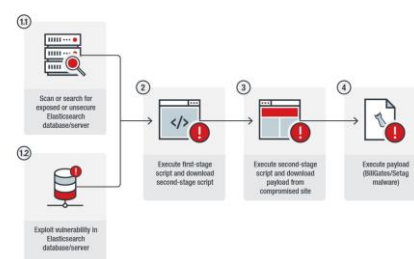 1.1
Scan or search for
exposed or unsecure
Elasticsearch
database/server
1.2
Exploit vulnerability in
Elasticsearch
database/server
2
Execute first-stage
script and download
second-stage script
3
Execute second-stage
script and download
payload from
compromised site
4
Execute payload
(BillGates/Setag
malware)